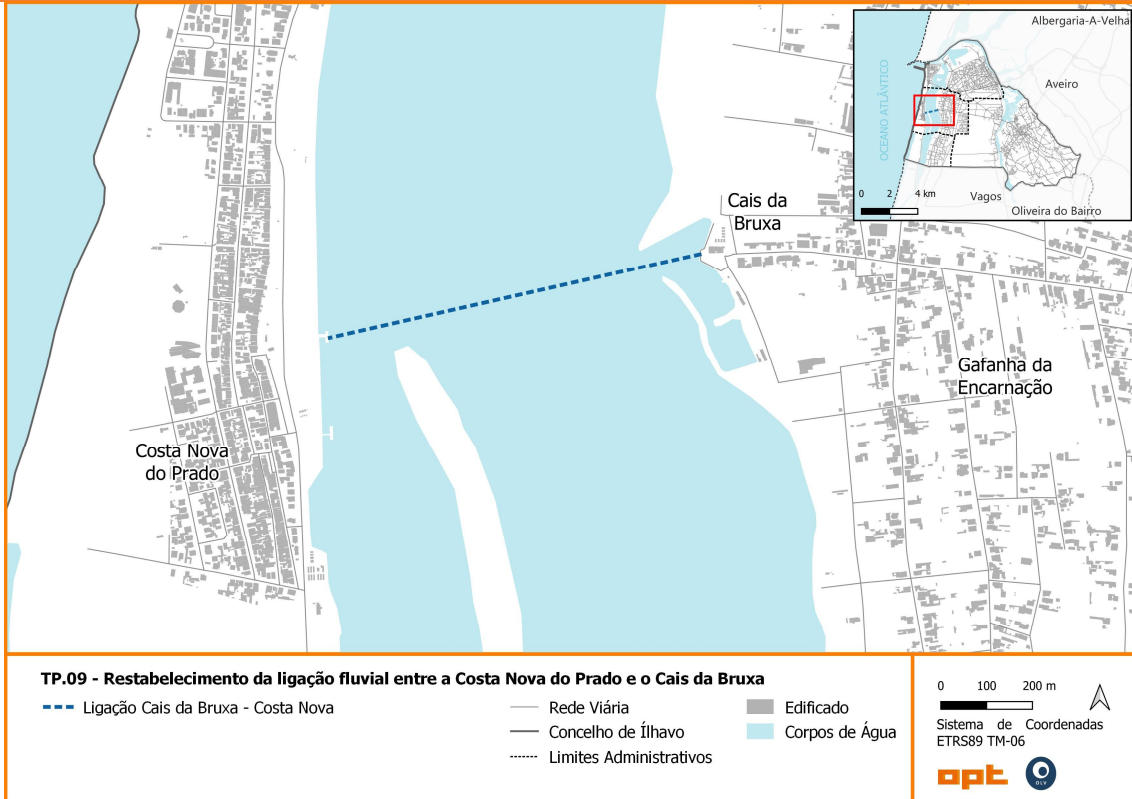 Albergaria-A-Velha
Aveiro
OCEANO ATLÂNTICO
0 2 4 km
Vagos
Oliveira do Bairro
Cais da
Bruxa
Gafanha da
Encarnação
Costa Nova
do Prado
TP.09 - Restabelecimento da ligação fluvial entre a Costa Nova do Prado e o Cais da Bruxa
Ligação Cais da Bruxa - Costa Nova
Rede Viária
Concelho de Ílhavo
Limites Administrativos
Edificado
Corpos de Água
0 100 200 m
Sistema de Coordenadas
ETRS89 TM-06
opt
OLV